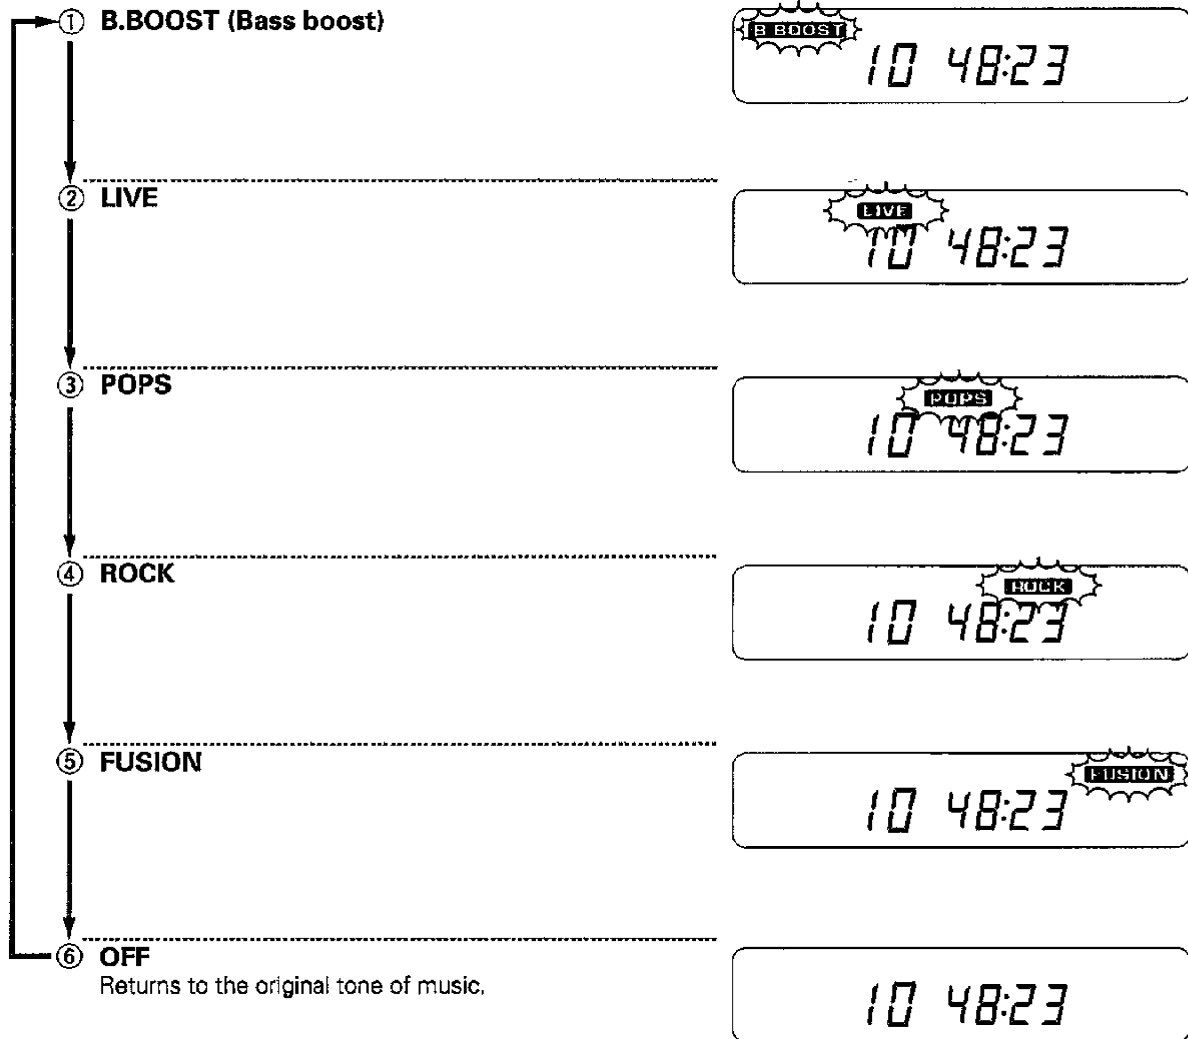 ① B.BOOST (Bass boost)
B BOOST
10 48:23
② LIVE
LIVE
10 48:23
③ POPS
POPS
10 48:23
④ ROCK
ROCK
10 48:23
⑤ FUSION
FUSION
10 48:23
⑥ OFF
Returns to the original tone of music.
10 48:23